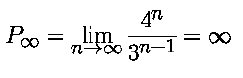 P_∞ = lim_{n→∞} 4^n / 3^{n−1} = ∞